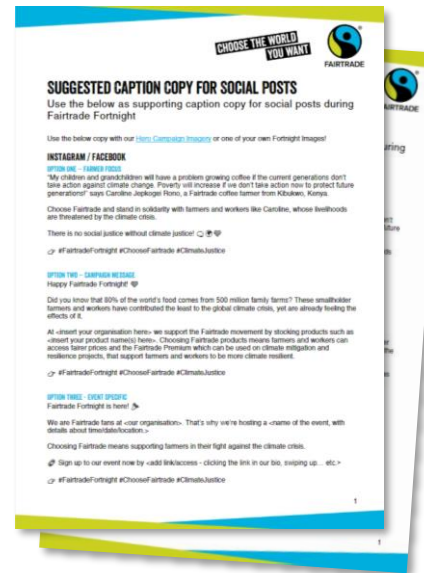 CHOOSE THE WORLD
YOU WANT
FAIRTRADE
SUGGESTED CAPTION COPY FOR SOCIAL POSTS
Use the below as supporting caption copy for social posts during
Fairtrade Fortnight
Use the below copy with our Hero Campaign Imagery or one of your own Fortnight Images!
INSTAGRAM / FACEBOOK
OPTION ONE – FARMER FOCUS
"My children and grandchildren will have a problem growing coffee if the current generations don't
take action against climate change. Poverty will increase if we don't take action now to protect future
generations!" says Caroline Jepkogei Rono, a Fairtrade coffee farmer from Kibukwo, Kenya.
Choose Fairtrade and stand in solidarity with farmers and workers like Caroline, whose livelihoods
are threatened by the climate crisis.
There is no social justice without climate justice!
#FairtradeFortnight #ChooseFairtrade #ClimateJustice
OPTION TWO – CAMPAIGN MESSAGE
Happy Fairtrade Fortnight!
Did you know that 80% of the world's food comes from 500 million family farms? These smallholder
farmers and workers have contributed the least to the global climate crisis, yet are already feeling the
effects of it.
At <insert your organisation here> we support the Fairtrade movement by stocking products such as
<insert your product name(s) here>. Choosing Fairtrade products means farmers and workers can
access fairer prices and the Fairtrade Premium which can be used on climate mitigation and
resilience projects, that support farmers and workers to be more climate resilient.
#FairtradeFortnight #ChooseFairtrade #ClimateJustice
OPTION THREE - EVENT SPECIFIC
Fairtrade Fortnight is here!
We are Fairtrade fans at <our organisation>. That's why we're hosting a <name of the event, with
details about time/date/location.>
Choosing Fairtrade means supporting farmers in their fight against the climate crisis.
Sign up to our event now by <add link/access - clicking the link in our bio, swiping up… etc.>
#FairtradeFortnight #ChooseFairtrade #ClimateJustice
1
uring
1